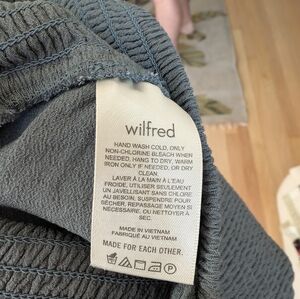 wilfred
HAND WASH COLD, ONLY
NON-CHLORINE BLEACH WHEN
NEEDED, HANG TO DRY, WARM
IRON ONLY IF NEEDED, OR DRY
CLEAN.
LAVER À LA MAIN À L'EAU
FROIDE, UTILISER SEULEMENT
UN JAVELLISANT SANS CHLORE
AU BESOIN, SUSPENDRE POUR
SÉCHER, REPASSAGE MOYEN SI
NÉCESSAIRE, OU NETTOYER À
SEC.
MADE IN VIETNAM
FABRIQUÉ AU VIETNAM
MADE FOR EACH OTHER.
P